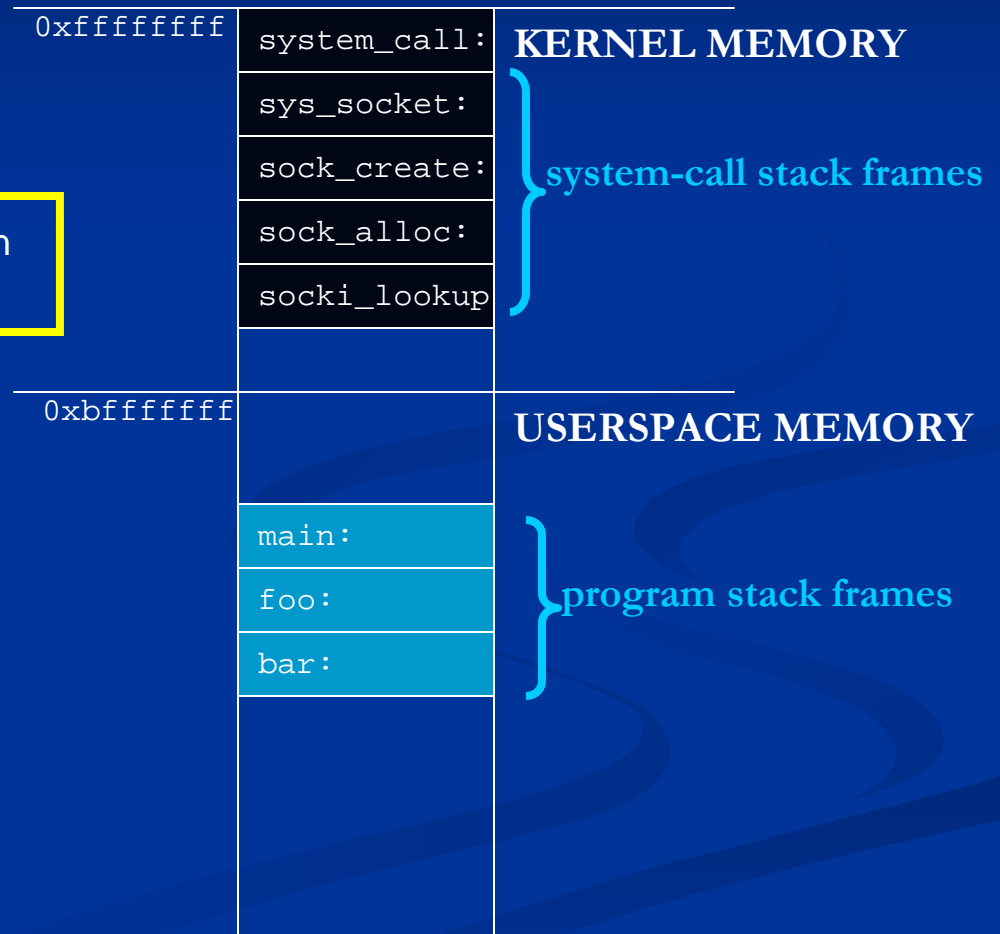 0xffffffff
system_call:
KERNEL MEMORY
sys_socket:
sock_create:
system-call stack frames
sock_alloc:
socki_lookup
0xbfffffff
USERSPACE MEMORY
main:
foo:
program stack frames
bar: